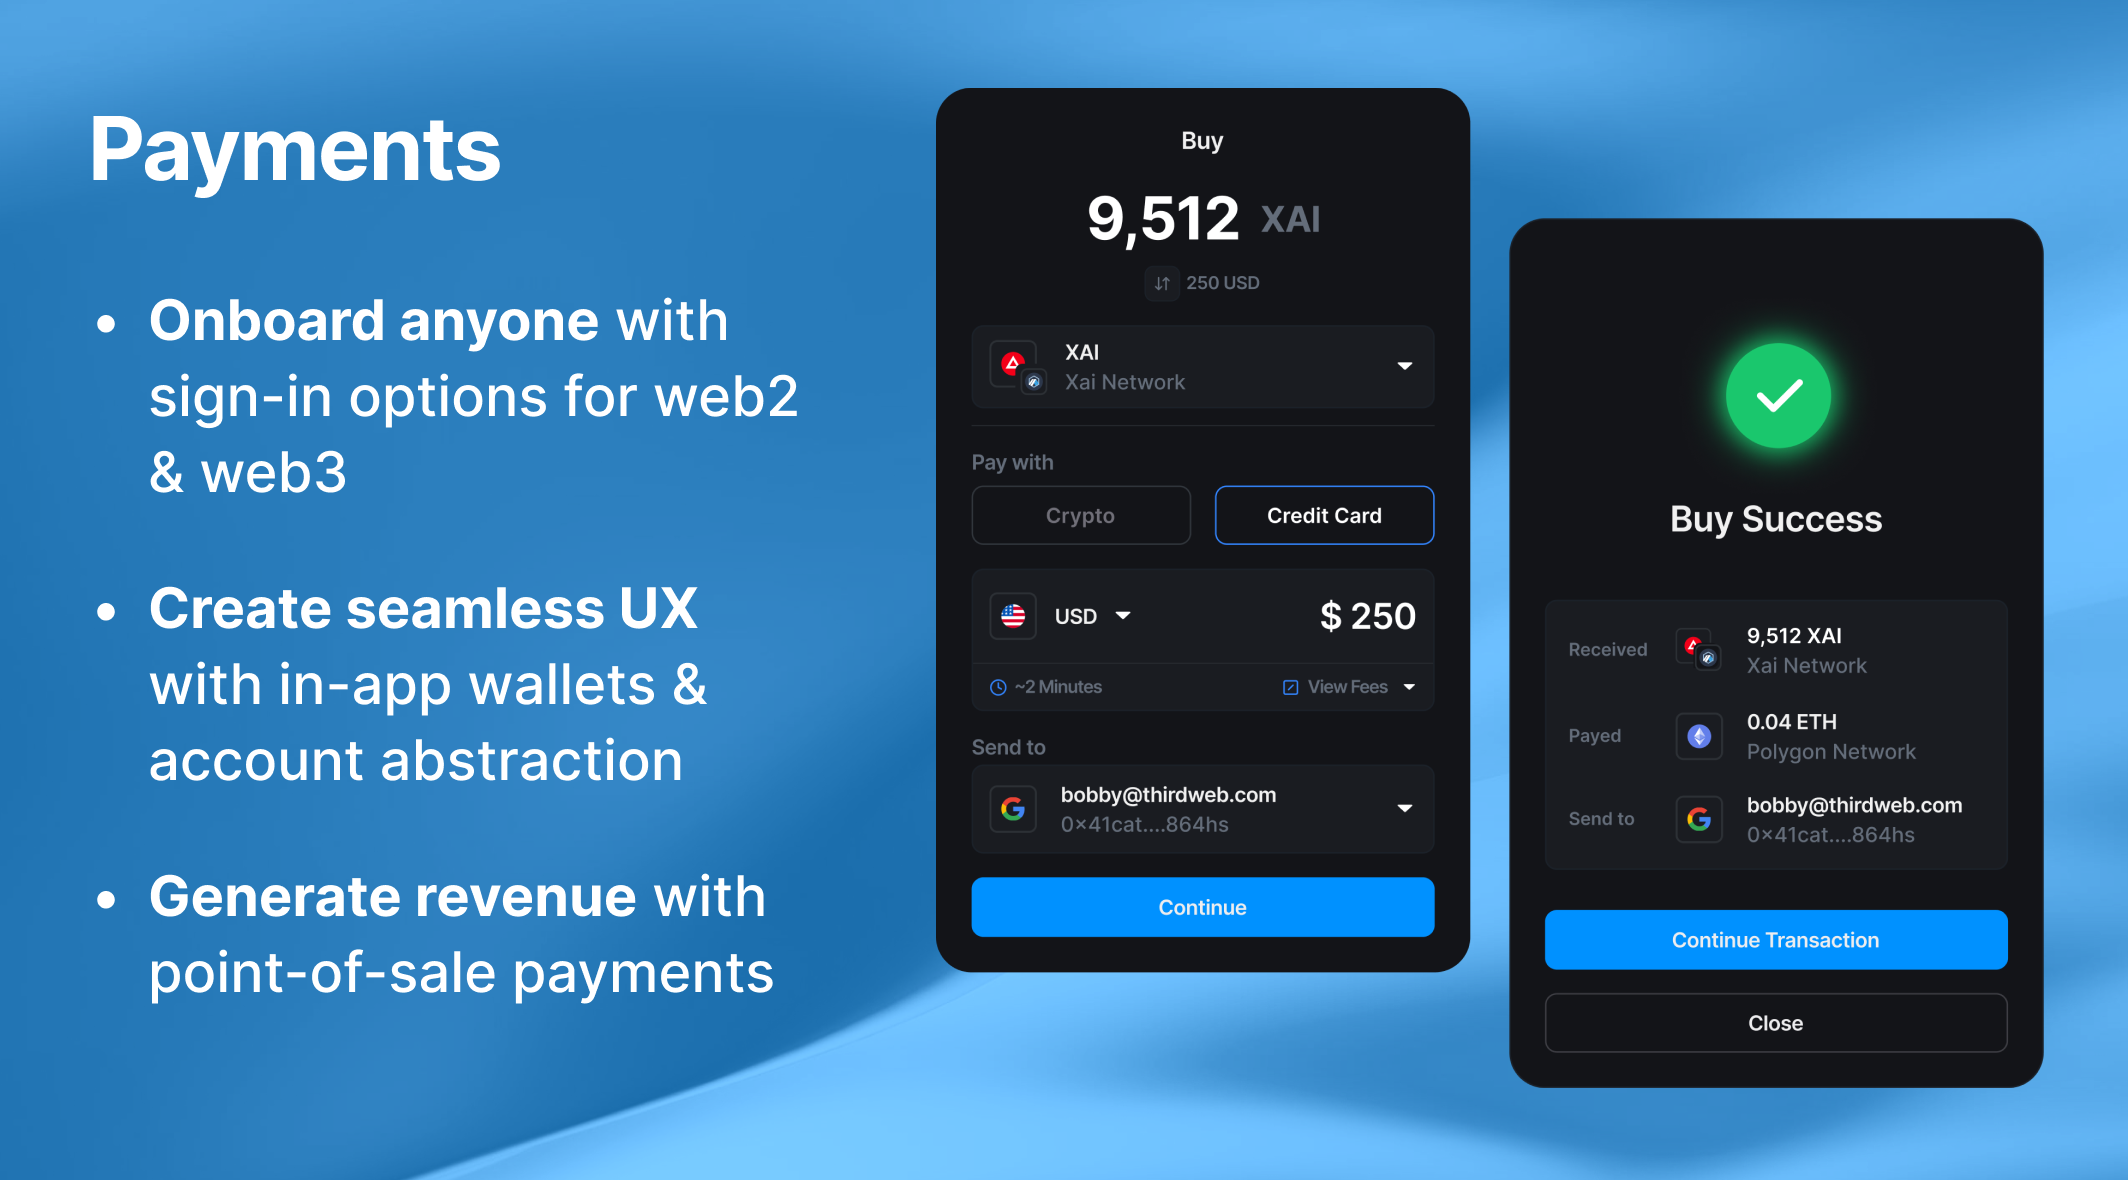 Payments
• Onboard anyone with
sign-in options for web2
& web3
• Create seamless UX
with in-app wallets &
account abstraction
• Generate revenue with
point-of-sale payments
Buy
9,512 XAI
250 USD
XAI
Xai Network
Pay with
Crypto
Credit Card
USD
$ 250
~2 Minutes
View Fees
Send to
bobby@thirdweb.com
0×41cat....864hs
Continue
Buy Success
Received
9,512 XAI
Xai Network
Payed
0.04 ETH
Polygon Network
Send to
bobby@thirdweb.com
0×41cat....864hs
Continue Transaction
Close